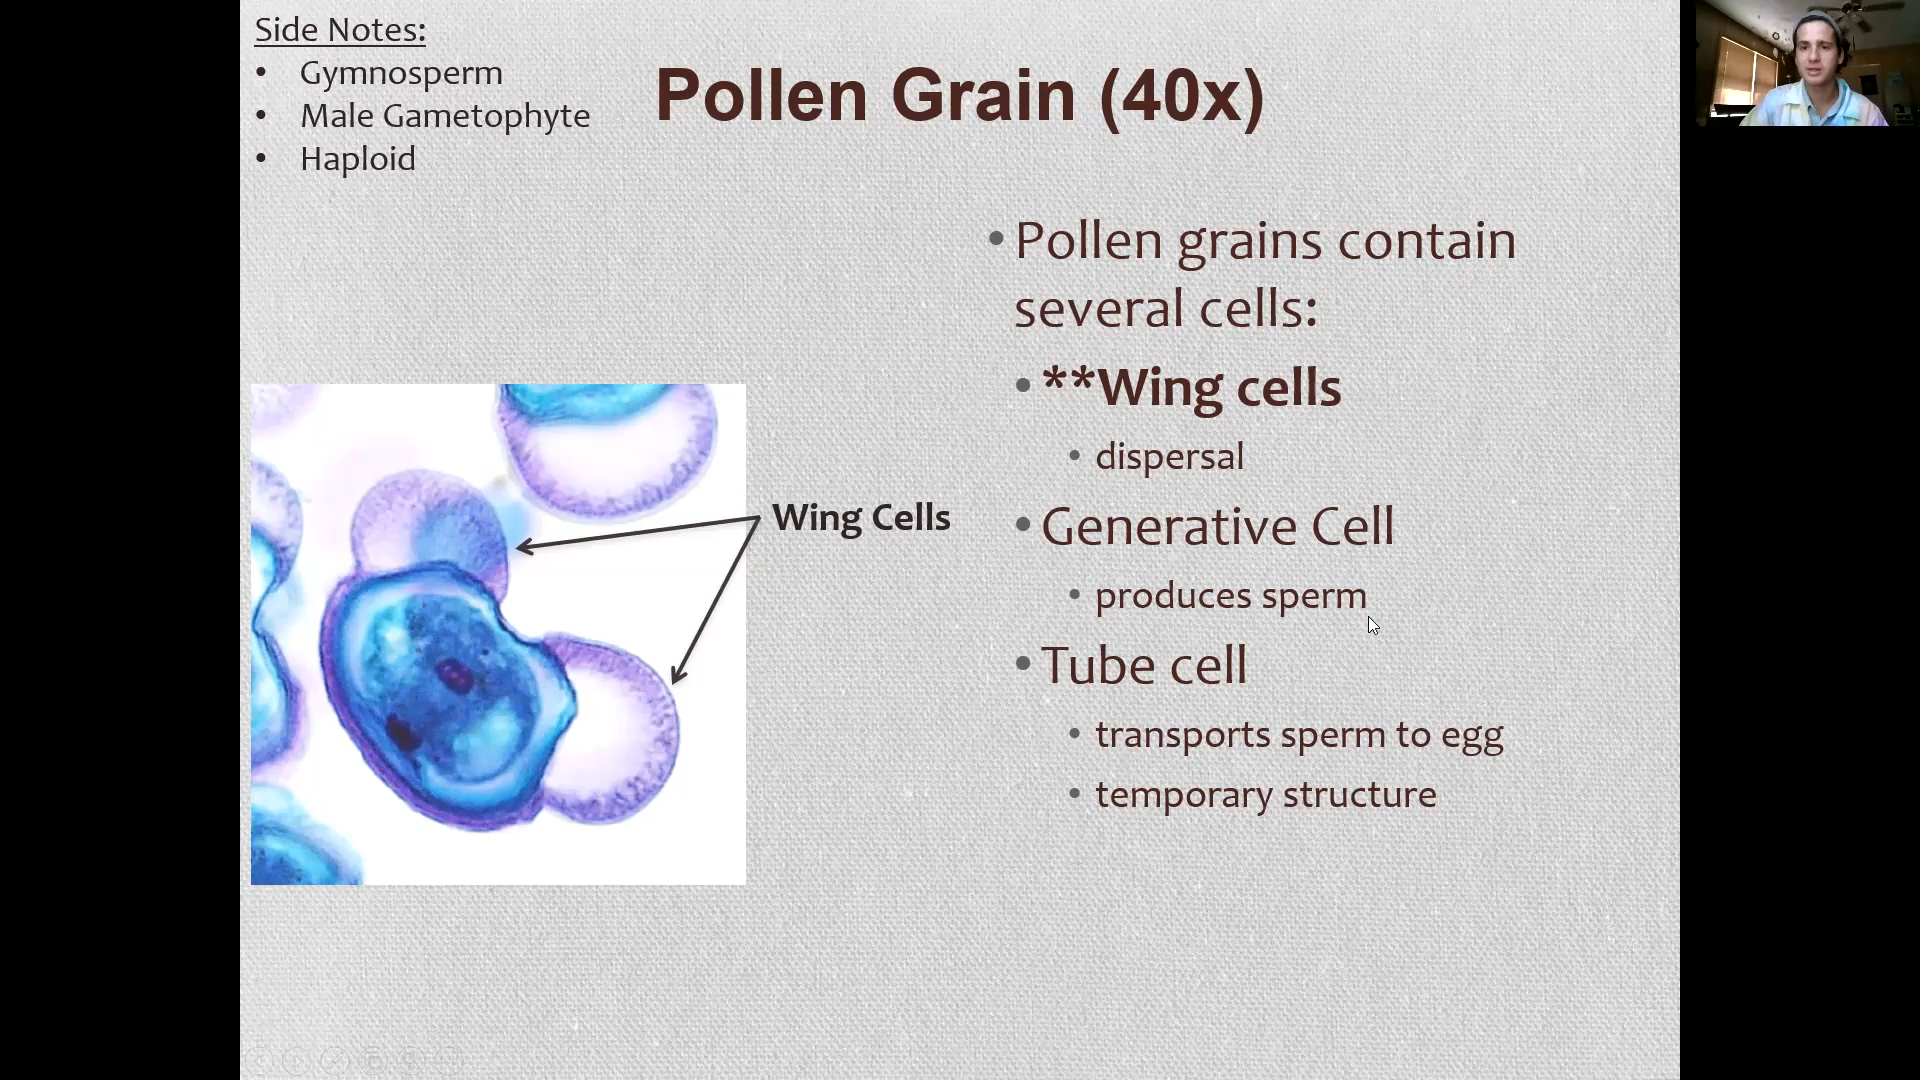 Side Notes:
• Gymnosperm
• Male Gametophyte
• Haploid
Pollen Grain (40x)
• Pollen grains contain
several cells:
• **Wing cells
• dispersal
• Generative Cell
• produces sperm
• Tube cell
• transports sperm to egg
• temporary structure
Wing Cells